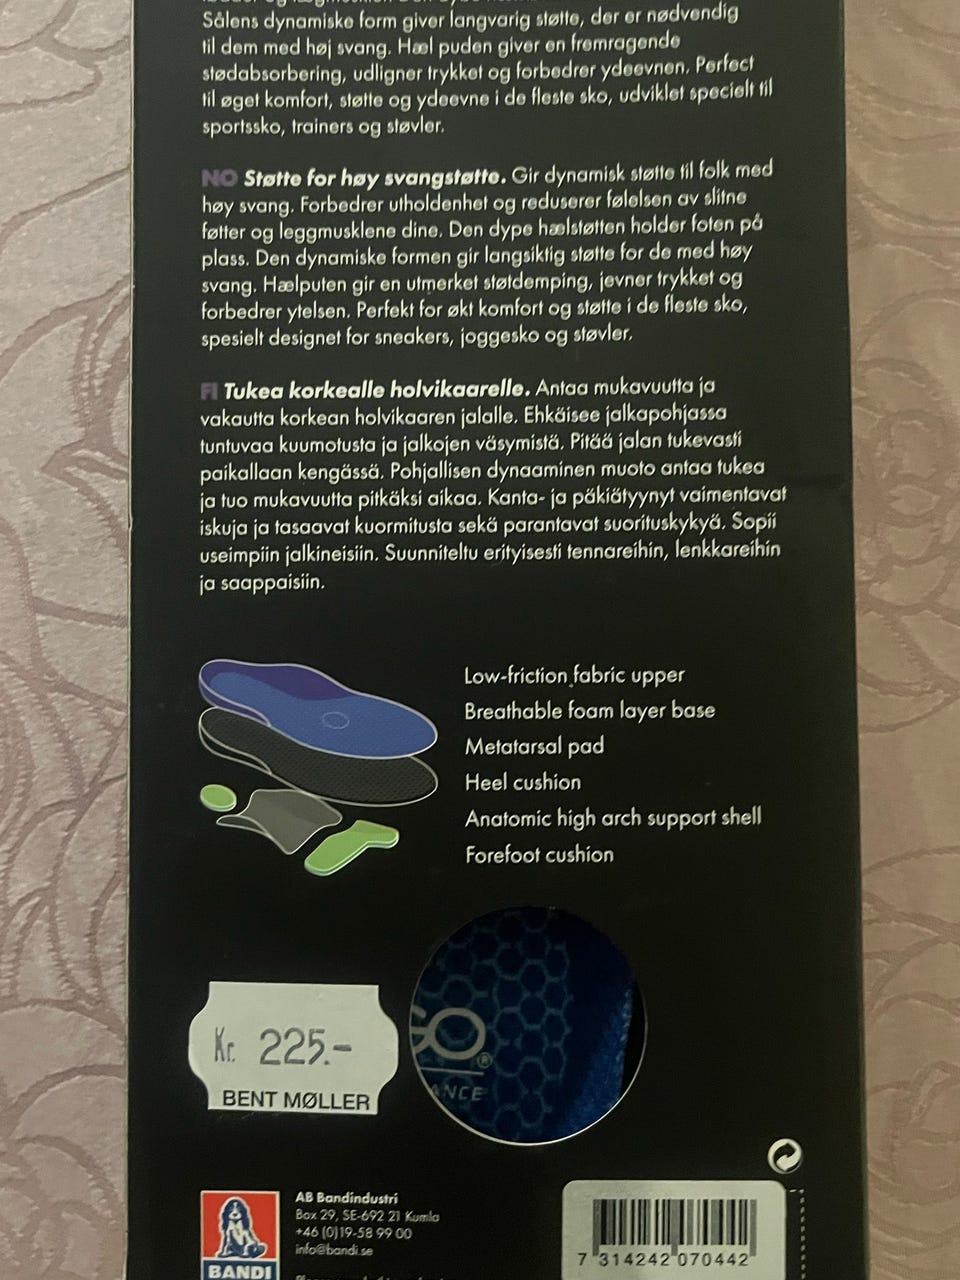 Sålens dynamiske form giver langvarig støtte, der er nødvendig
til dem med høj svang. Hæl puden giver en fremragende
stødabsorbering, udligner trykket og forbedrer ydeevnen. Perfect
til øget komfort, støtte og ydeevne i de fleste sko, udviklet specielt til
sportssko, trainers og støvler.
NO Støtte for høy svangstøtte. Gir dynamisk støtte til folk med
høy svang. Forbedrer utholdenhet og reduserer følelsen av slitne
føtter og leggmusklene dine. Den dype hælstøtten holder foten på
plass. Den dynamiske formen gir langsiktig støtte for de med høy
svang. Hælputen gir en utmerket støtdemping, jevner trykket og
forbedrer ytelsen. Perfekt for økt komfort og støtte i de fleste sko,
spesielt designet for sneakers, joggesko og støvler.
FI Tukea korkealle holvikaarelle. Antaa mukavuutta ja
vakautta korkean holvikaaren jalalle. Ehkäisee jalkapohjassa
tuntuvaa kuumotusta ja jalkojen väsymistä. Pitää jalan tukevasti
paikallaan kengässä. Pohjallisen dynaaminen muoto antaa tukea
ja tuo mukavuutta pitkäksi aikaa. Kanta- ja päkiätyynyt vaimentavat
iskuja ja tasaavat kuormitusta sekä parantavat suorituskykyä. Sopii
useimpiin jalkineisiin. Suunniteltu erityisesti tennareihin, lenkkareihin
ja saappaisiin.
Low-friction fabric upper
Breathable foam layer base
Metatarsal pad
Heel cushion
Anatomic high arch support shell
Forefoot cushion
GO®
ANCE
Kr. 225.-
BENT MØLLER
AB Bandindustri
Box 29, SE-692 21 Kumla
+46 (0)19-58 99 00
info@bandi.se
BANDI
7 314242 070442